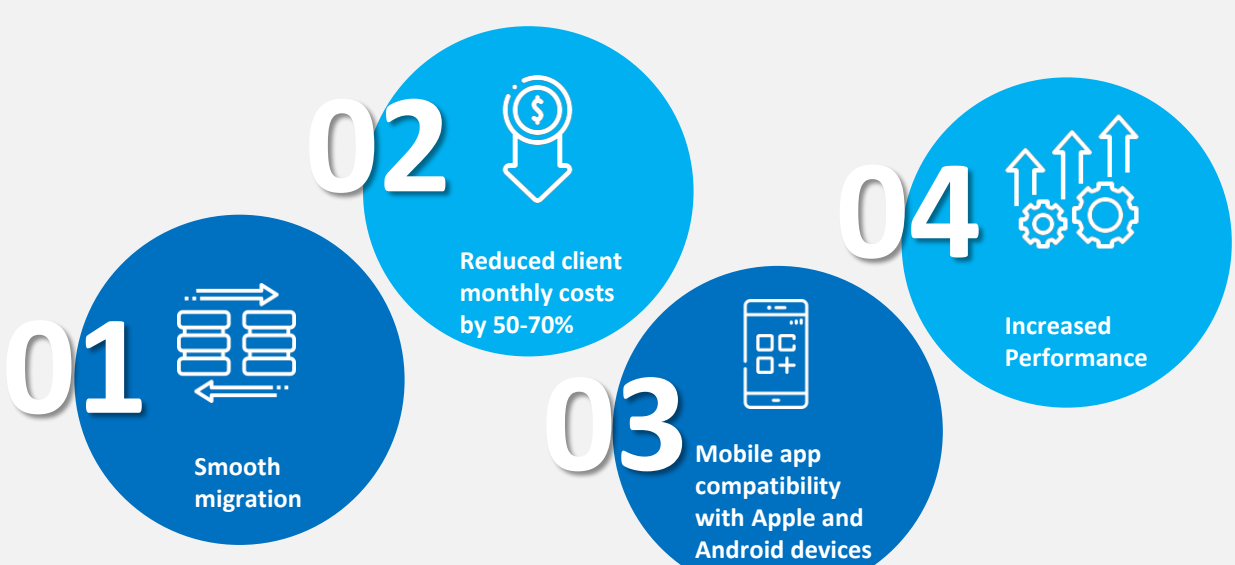 01
Smooth
migration
02
Reduced client
monthly costs
by 50-70%
03
Mobile app
compatibility
with Apple and
Android devices
04
Increased
Performance